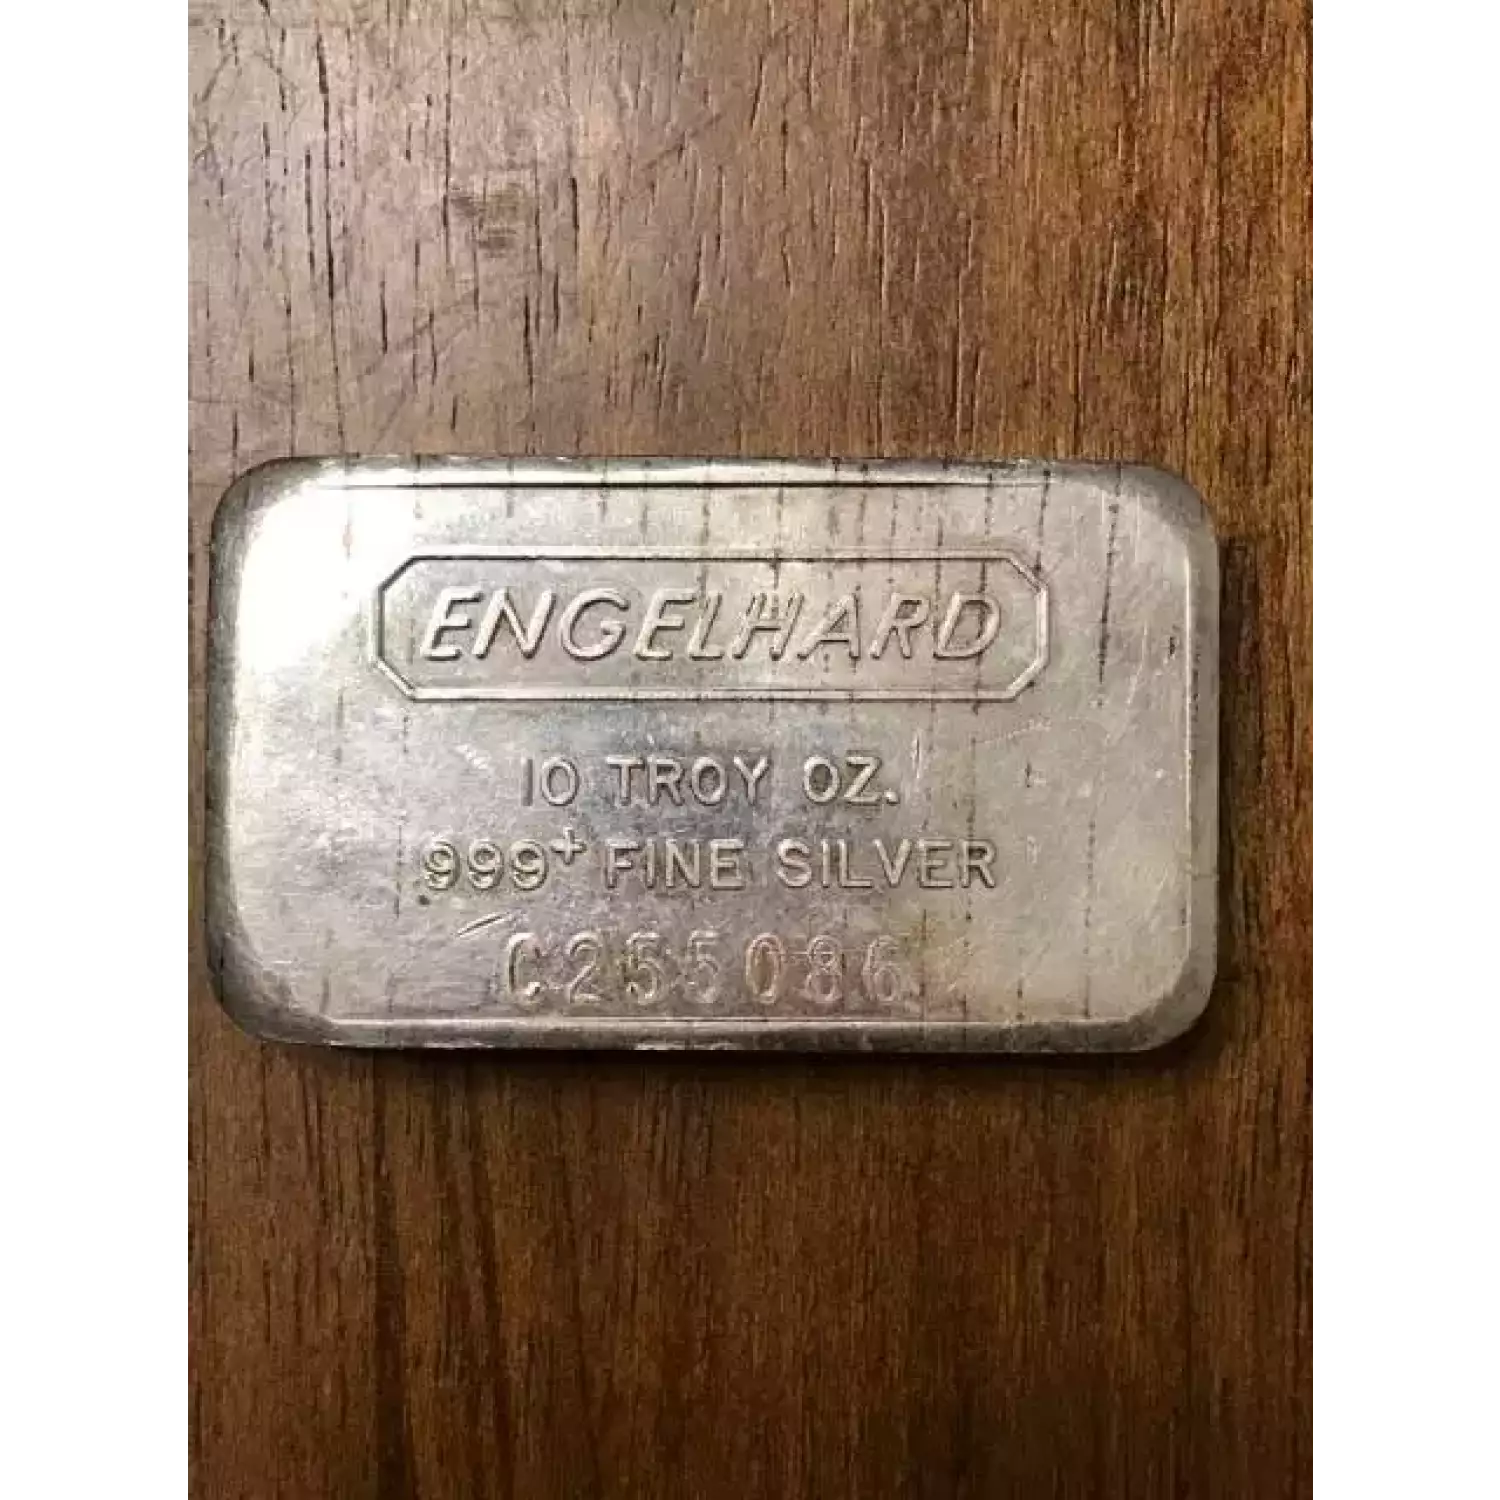 ENGELHARD
10 TROY OZ.
999+ FINE SILVER
C255086